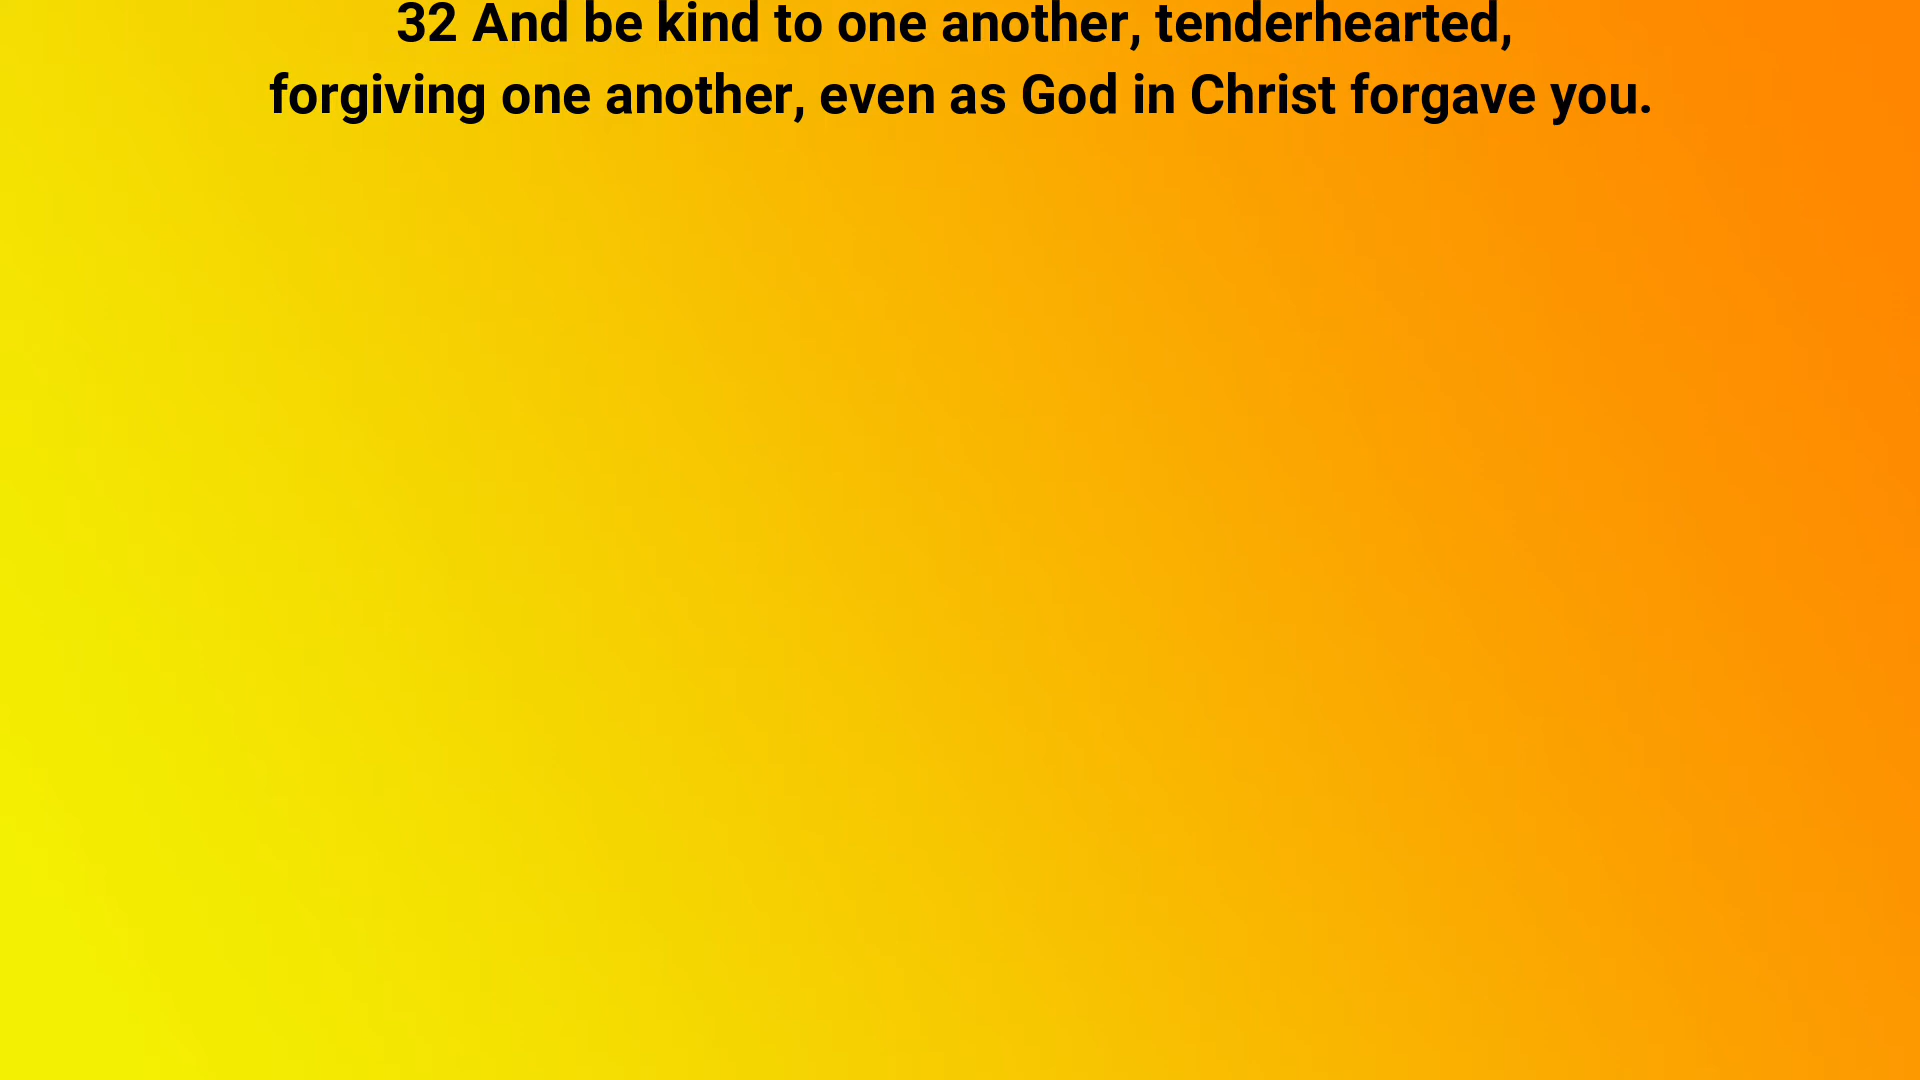 32 And be kind to one another, tenderhearted,
forgiving one another, even as God in Christ forgave you.